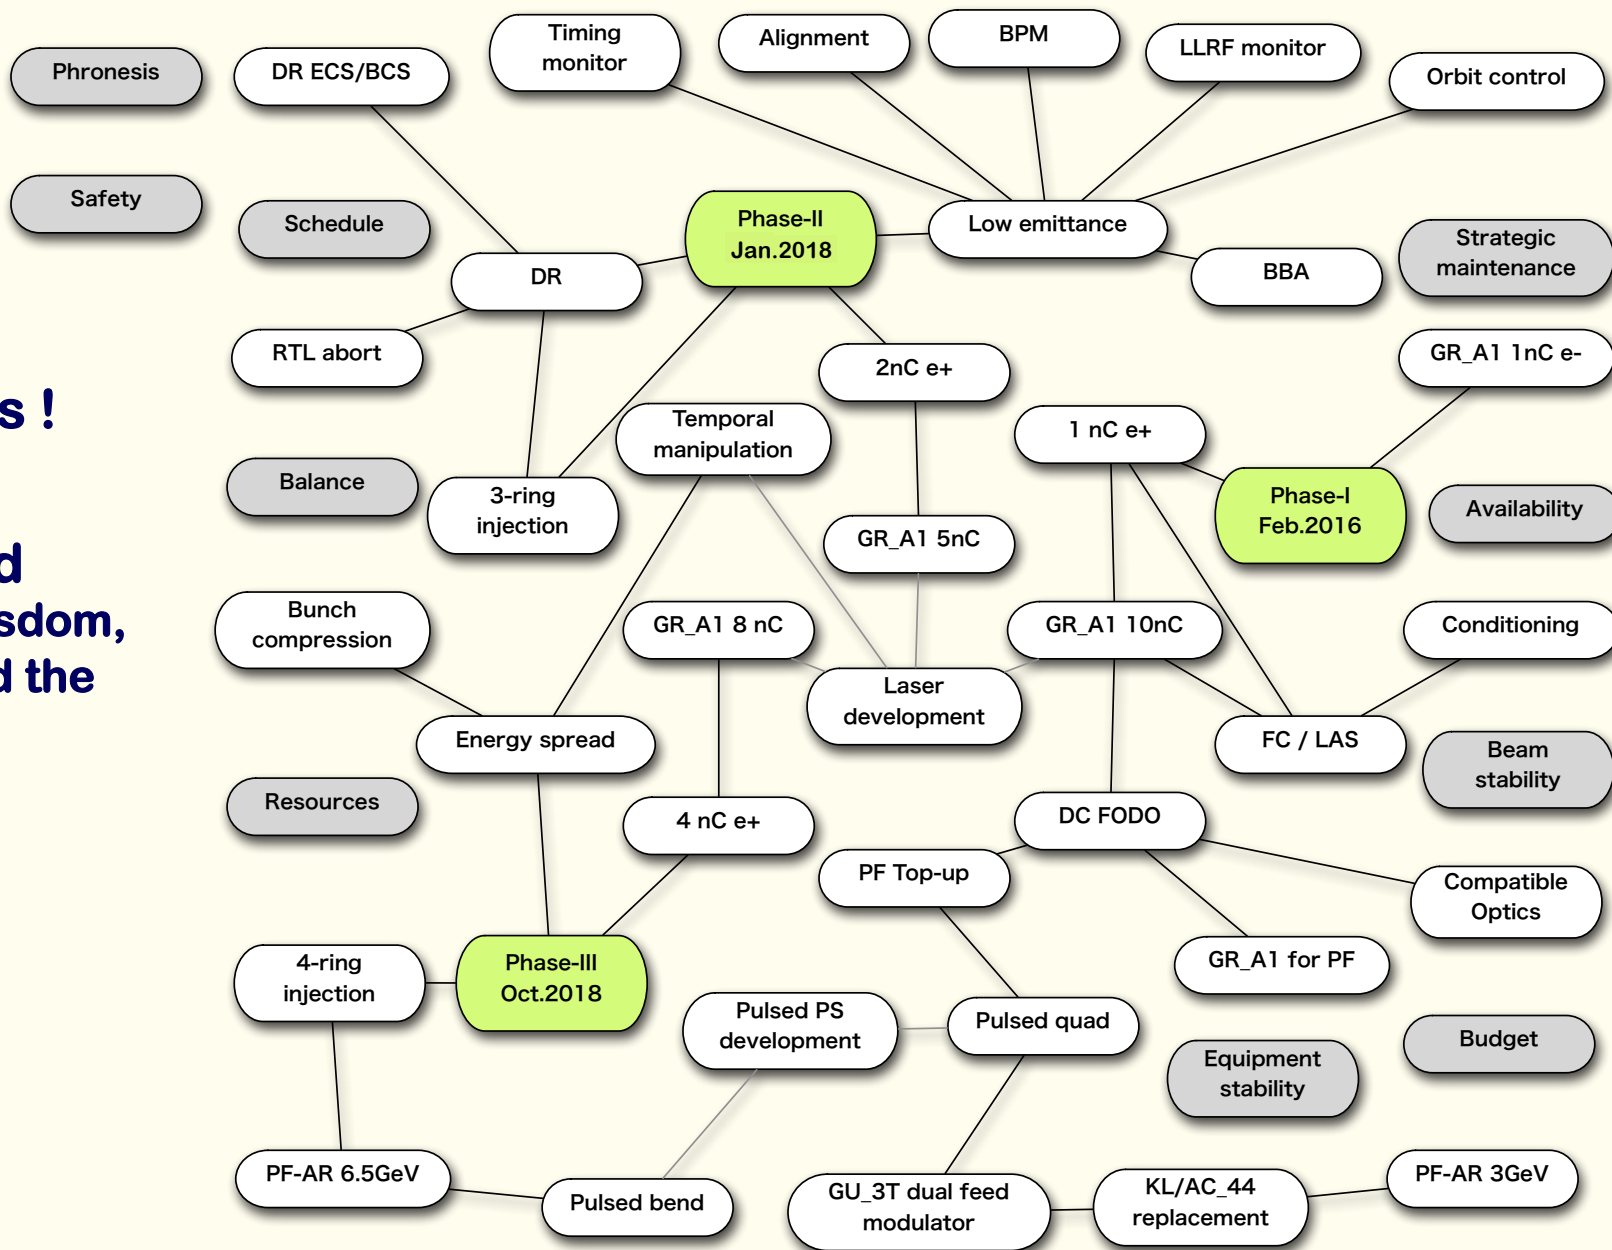 Timing
monitor
Alignment
BPM
LLRF monitor
Orbit control
Phronesis
DR ECS/BCS
Safety
Schedule
Phase-II
Jan.2018
Low emittance
Strategic
maintenance
DR
BBA
RTL abort
2nC e+
GR_A1 1nC e-
s !
Temporal
manipulation
1 nC e+
Balance
3-ring
injection
Phase-I
Feb.2016
Availability
GR_A1 5nC
d
sdom,
d the
Bunch
compression
GR_A1 8 nC
GR_A1 10nC
Conditioning
Laser
development
Energy spread
FC / LAS
Beam
stability
Resources
4 nC e+
DC FODO
PF Top-up
Compatible
Optics
4-ring
injection
Phase-III
Oct.2018
GR_A1 for PF
Pulsed PS
development
Pulsed quad
Equipment
stability
Budget
PF-AR 6.5GeV
Pulsed bend
GU_3T dual feed
modulator
KL/AC_44
replacement
PF-AR 3GeV